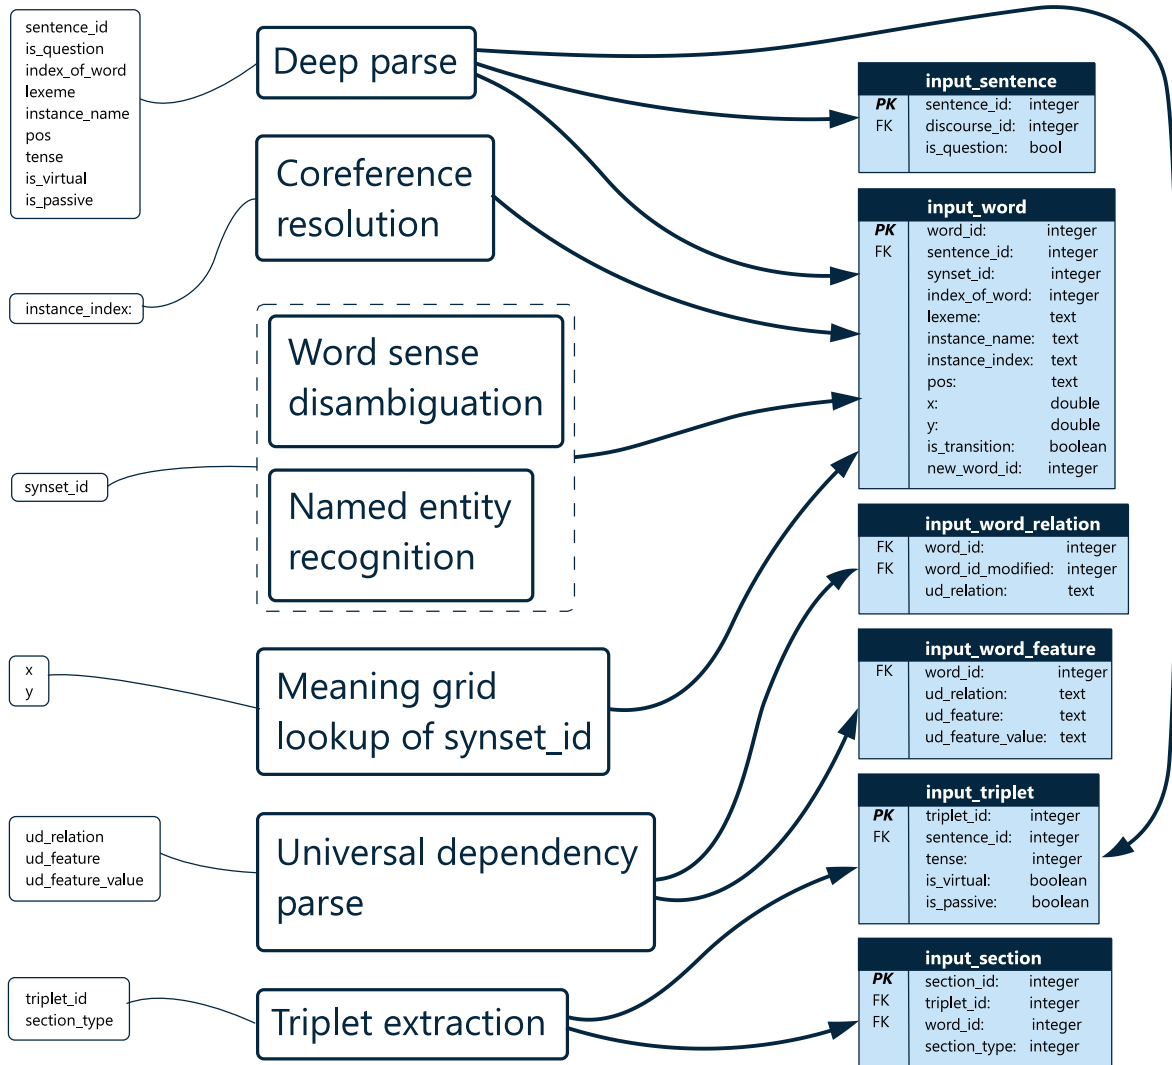 sentence_id
is_question
index_of_word
lexeme
instance_name
pos
tense
is_virtual
is_passive
instance_index:
synset_id
x
y
ud_relation
ud_feature
ud_feature_value
triplet_id
section_type
Deep parse
Coreference
resolution
Word sense
disambiguation
Named entity
recognition
Meaning grid
lookup of synset_id
Universal dependency
parse
Triplet extraction
input_sentence
PK sentence_id: integer
FK discourse_id: integer
is_question: bool
input_word
PK word_id: integer
FK sentence_id: integer
synset_id: integer
index_of_word: integer
lexeme: text
instance_name: text
instance_index: text
pos: text
x: double
y: double
is_transition: boolean
new_word_id: integer
input_word_relation
FK word_id: integer
FK word_id_modified: integer
ud_relation: text
input_word_feature
FK word_id: integer
ud_relation: text
ud_feature: text
ud_feature_value: text
input_triplet
PK triplet_id: integer
FK sentence_id: integer
tense: integer
is_virtual: boolean
is_passive: boolean
input_section
PK section_id: integer
FK triplet_id: integer
FK word_id: integer
section_type: integer